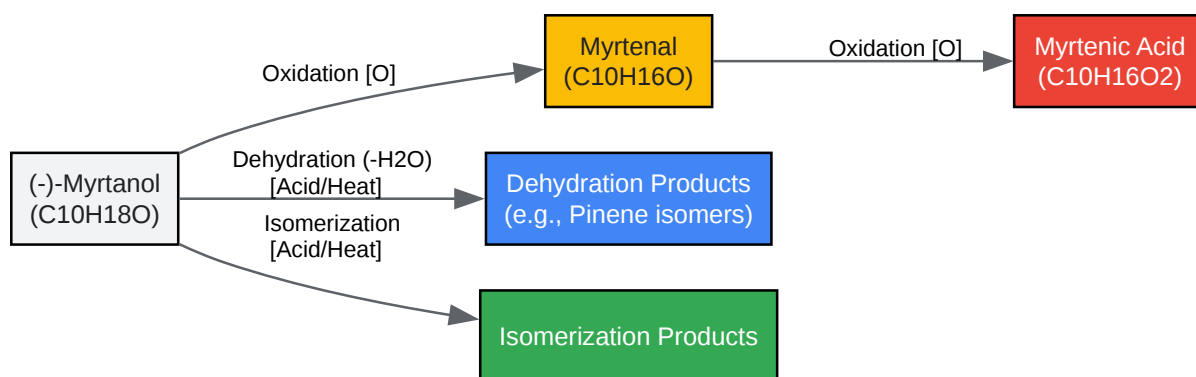 Oxidation [O]
Myrtenal
(C10H16O)
Oxidation [O]
Myrtenic Acid
(C10H16O2)
(-)-Myrtanol
(C10H18O)
Dehydration (-H2O)
[Acid/Heat]
Dehydration Products
(e.g., Pinene isomers)
Isomerization
[Acid/Heat]
Isomerization Products